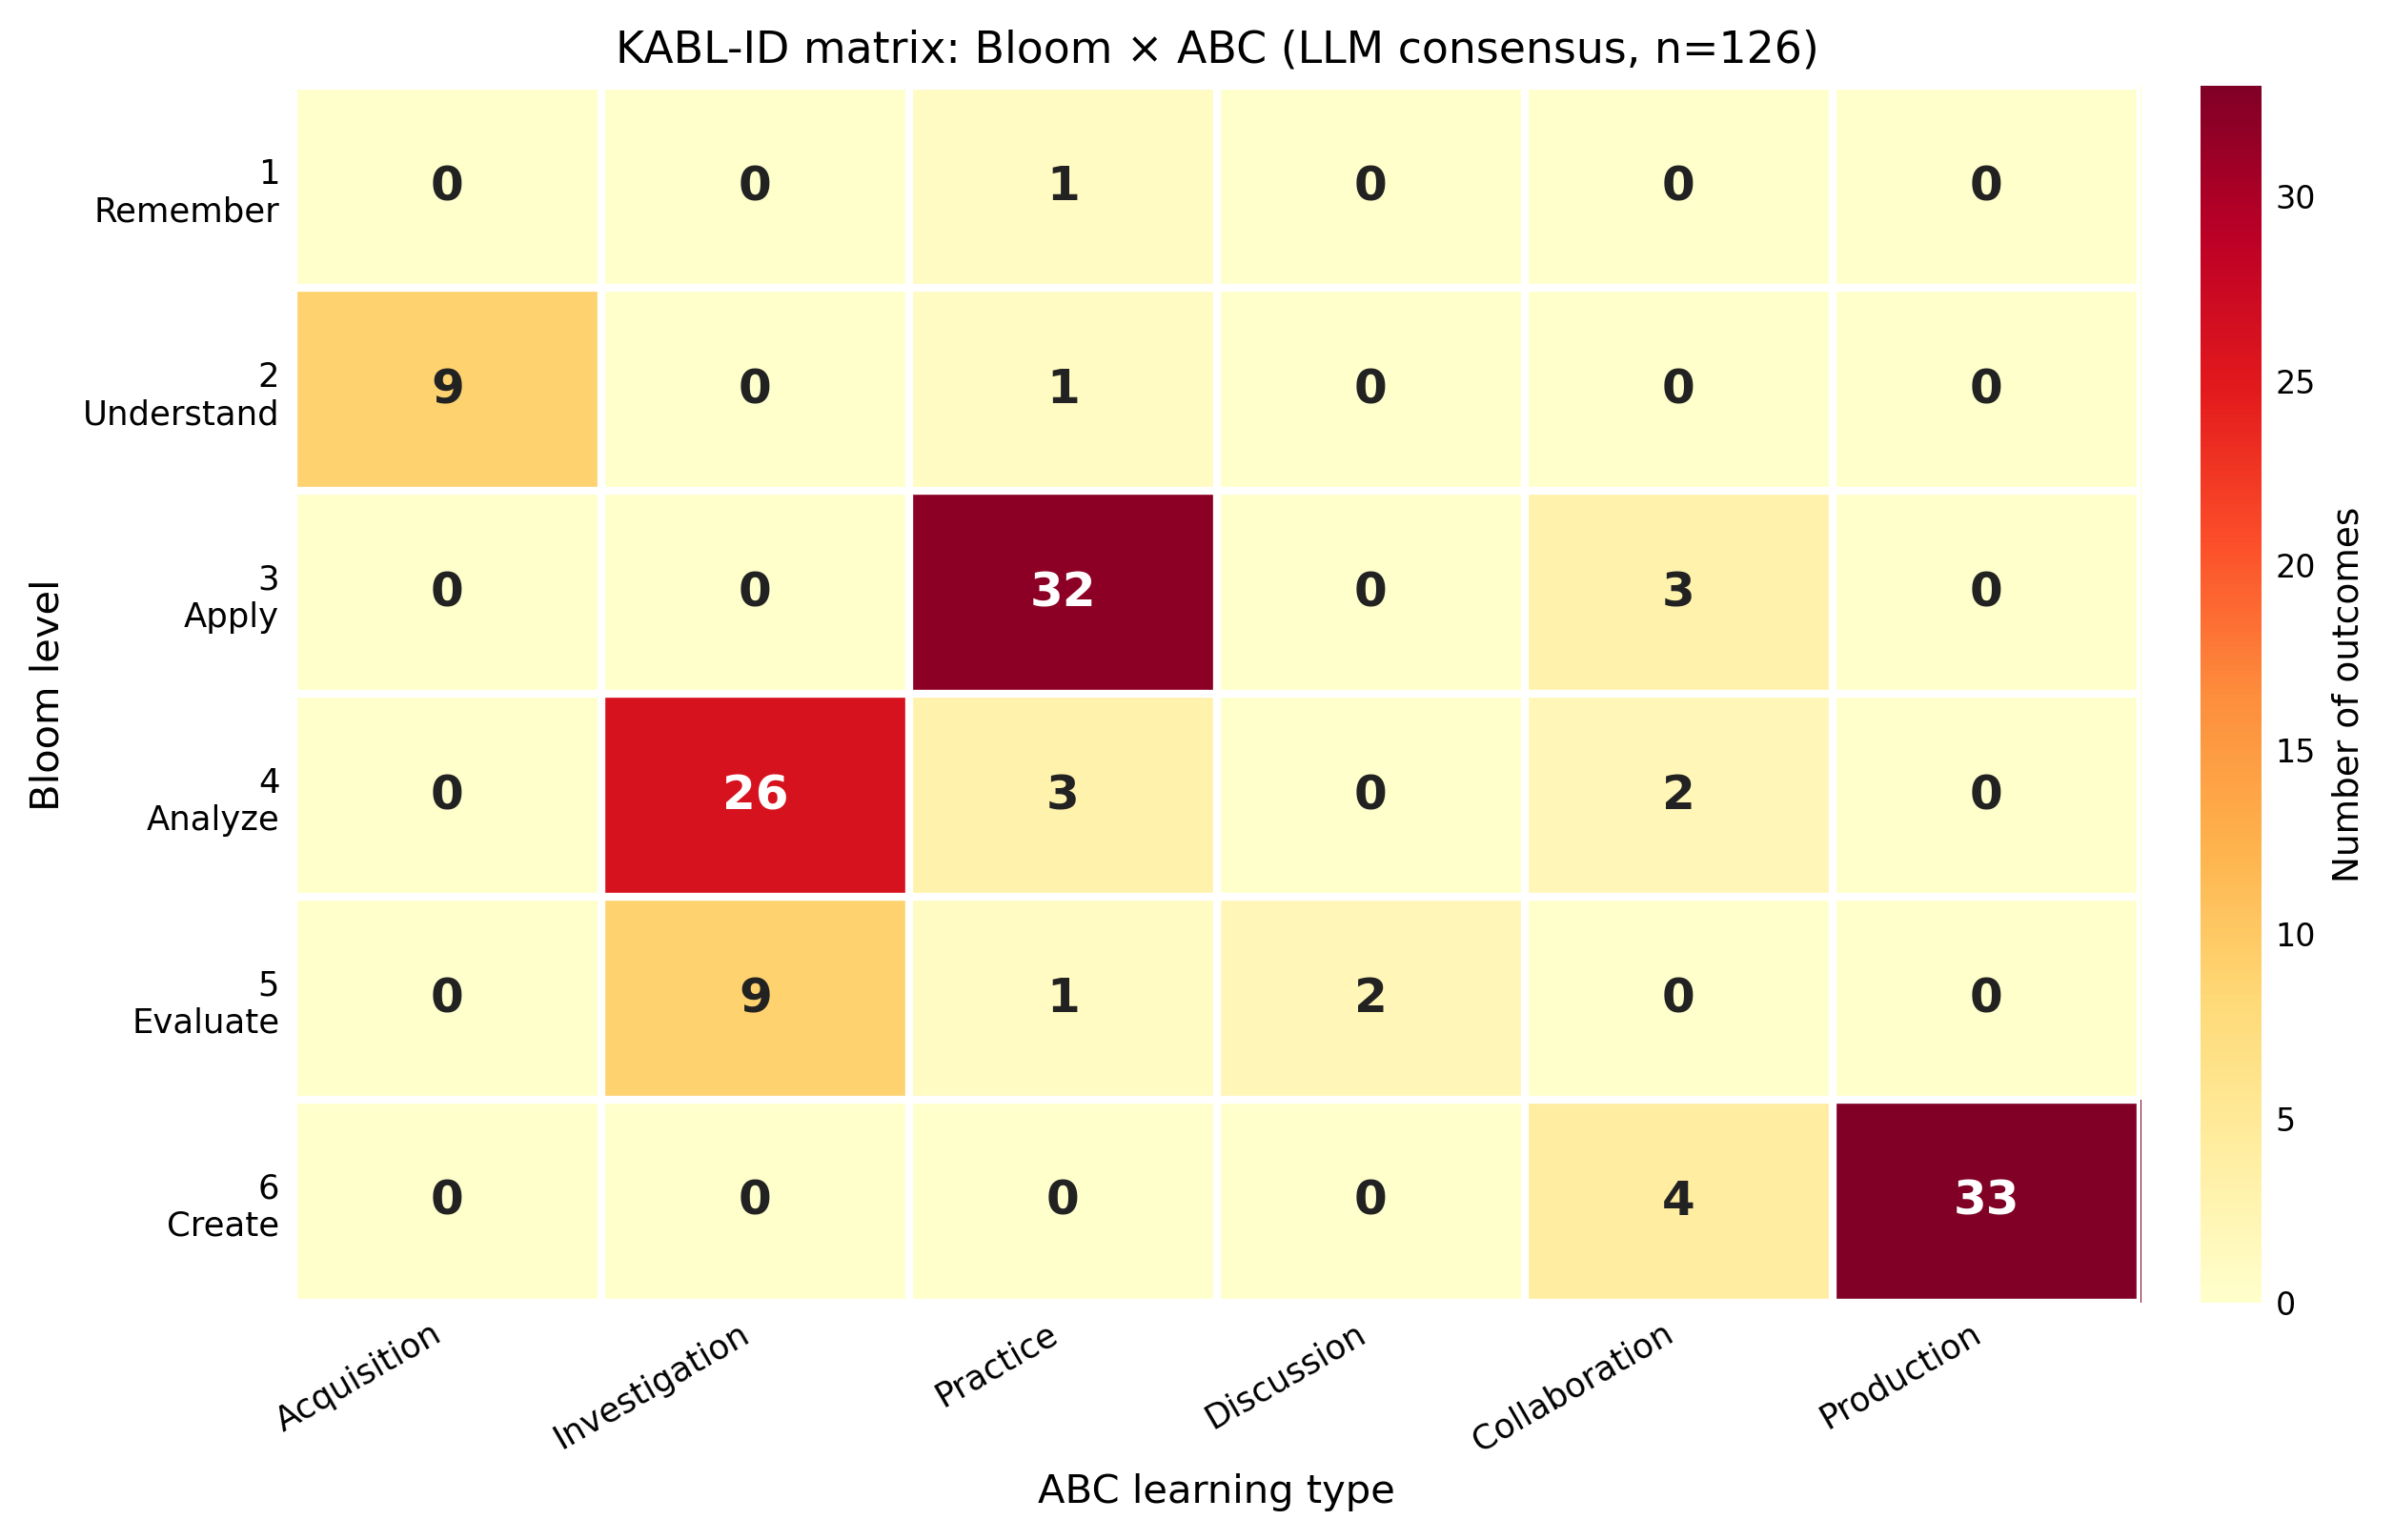 KABL-ID matrix: Bloom × ABC (LLM consensus, n=126)
Bloom level
1
Remember
0 0 1 0 0 0
2
Understand
9 0 1 0 0 0
3
Apply
0 0 32 0 3 0
4
Analyze
0 26 3 0 2 0
5
Evaluate
0 9 1 2 0 0
6
Create
0 0 0 0 4 33
Acquisition Investigation Practice Discussion Collaboration Production
ABC learning type
30
25
20
15
10
5
0
Number of outcomes